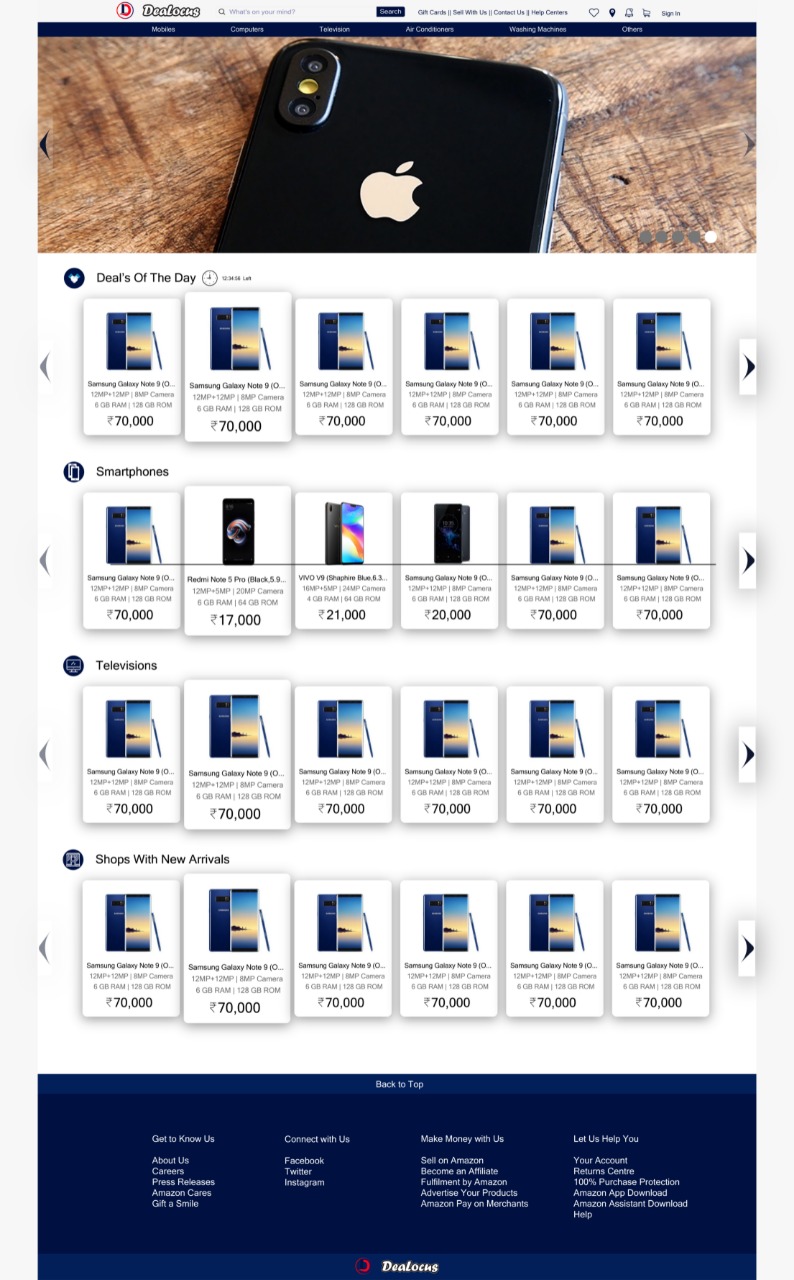 Dealocus
What's on your mind?
Search
Gift Cards || Sell With Us || Contact Us || Help Centers
Sign In
Mobiles
Computers
Television
Air Conditioners
Washing Machines
Others
Deal's Of The Day
12:34:56 Left
Samsung Galaxy Note 9 (O...
12MP+12MP | 8MP Camera
6 GB RAM | 128 GB ROM
₹70,000
Samsung Galaxy Note 9 (O...
12MP+12MP | 8MP Camera
6 GB RAM | 128 GB ROM
₹70,000
Samsung Galaxy Note 9 (O...
12MP+12MP | 8MP Camera
6 GB RAM | 128 GB ROM
₹70,000
Samsung Galaxy Note 9 (O...
12MP+12MP | 8MP Camera
6 GB RAM | 128 GB ROM
₹70,000
Samsung Galaxy Note 9 (O...
12MP+12MP | 8MP Camera
6 GB RAM | 128 GB ROM
₹70,000
Samsung Galaxy Note 9 (O...
12MP+12MP | 8MP Camera
6 GB RAM | 128 GB ROM
₹70,000
Smartphones
Samsung Galaxy Note 9 (O...
12MP+12MP | 8MP Camera
6 GB RAM | 128 GB ROM
₹70,000
Redmi Note 5 Pro (Black,5.9...
12MP+5MP | 20MP Camera
6 GB RAM | 64 GB ROM
₹17,000
VIVO V9 (Shaphire Blue,6.3...
16MP+5MP | 24MP Camera
4 GB RAM | 64 GB ROM
₹21,000
Samsung Galaxy Note 9 (O...
12MP+12MP | 8MP Camera
6 GB RAM | 128 GB ROM
₹20,000
Samsung Galaxy Note 9 (O...
12MP+12MP | 8MP Camera
6 GB RAM | 128 GB ROM
₹70,000
Samsung Galaxy Note 9 (O...
12MP+12MP | 8MP Camera
6 GB RAM | 128 GB ROM
₹70,000
Televisions
Samsung Galaxy Note 9 (O...
12MP+12MP | 8MP Camera
6 GB RAM | 128 GB ROM
₹70,000
Samsung Galaxy Note 9 (O...
12MP+12MP | 8MP Camera
6 GB RAM | 128 GB ROM
₹70,000
Samsung Galaxy Note 9 (O...
12MP+12MP | 8MP Camera
6 GB RAM | 128 GB ROM
₹70,000
Samsung Galaxy Note 9 (O...
12MP+12MP | 8MP Camera
6 GB RAM | 128 GB ROM
₹70,000
Samsung Galaxy Note 9 (O...
12MP+12MP | 8MP Camera
6 GB RAM | 128 GB ROM
₹70,000
Samsung Galaxy Note 9 (O...
12MP+12MP | 8MP Camera
6 GB RAM | 128 GB ROM
₹70,000
Shops With New Arrivals
Samsung Galaxy Note 9 (O...
12MP+12MP | 8MP Camera
6 GB RAM | 128 GB ROM
₹70,000
Samsung Galaxy Note 9 (O...
12MP+12MP | 8MP Camera
6 GB RAM | 128 GB ROM
₹70,000
Samsung Galaxy Note 9 (O...
12MP+12MP | 8MP Camera
6 GB RAM | 128 GB ROM
₹70,000
Samsung Galaxy Note 9 (O...
12MP+12MP | 8MP Camera
6 GB RAM | 128 GB ROM
₹70,000
Samsung Galaxy Note 9 (O...
12MP+12MP | 8MP Camera
6 GB RAM | 128 GB ROM
₹70,000
Samsung Galaxy Note 9 (O...
12MP+12MP | 8MP Camera
6 GB RAM | 128 GB ROM
₹70,000
Back to Top
Get to Know Us
About Us
Careers
Press Releases
Amazon Cares
Gift a Smile
Connect with Us
Facebook
Twitter
Instagram
Make Money with Us
Sell on Amazon
Become an Affiliate
Fulfilment by Amazon
Advertise Your Products
Amazon Pay on Merchants
Let Us Help You
Your Account
Returns Centre
100% Purchase Protection
Amazon App Download
Amazon Assistant Download
Help
Dealocus